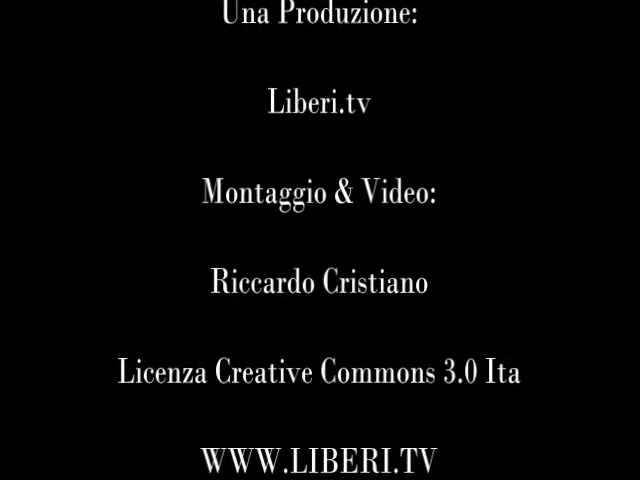 Una Produzione:
Liberi.tv
Montaggio & Video:
Riccardo Cristiano
Licenza Creative Commons 3.0 Ita
WWW.LIBERI.TV